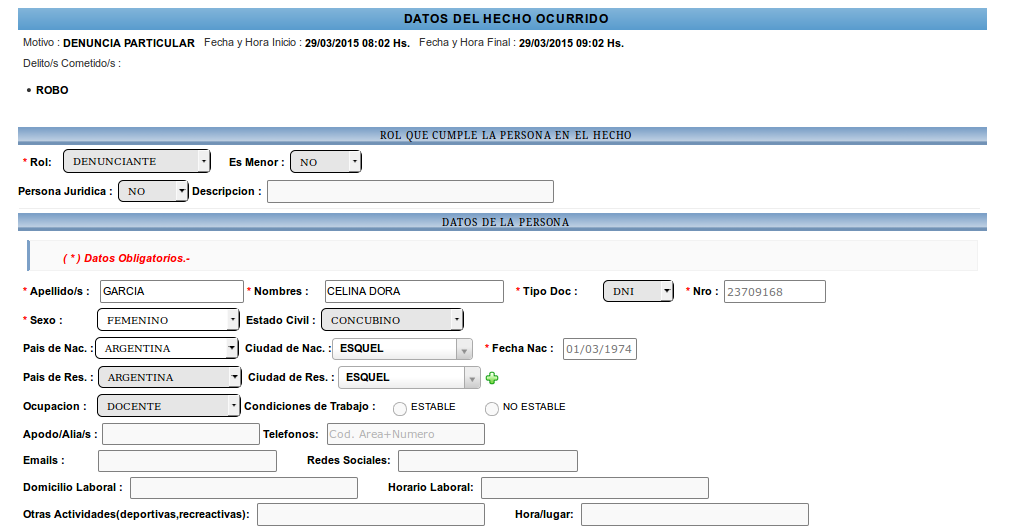 DATOS DEL HECHO OCURRIDO
Motivo : DENUNCIA PARTICULAR Fecha y Hora Inicio : 29/03/2015 08:02 Hs. Fecha y Hora Final : 29/03/2015 09:02 Hs.
Delito/s Cometido/s :
• ROBO
ROL QUE CUMPLE LA PERSONA EN EL HECHO
* Rol: DENUNCIANTE Es Menor : NO
Persona Juridica : NO Descripcion :
DATOS DE LA PERSONA
( * ) Datos Obligatorios.-
* Apellido/s : GARCIA * Nombres : CELINA DORA * Tipo Doc : DNI * Nro : 23709168
* Sexo : FEMENINO Estado Civil : CONCUBINO
Pais de Nac. : ARGENTINA Ciudad de Nac. : ESQUEL * Fecha Nac : 01/03/1974
Pais de Res. : ARGENTINA Ciudad de Res. : ESQUEL
Ocupacion : DOCENTE Condiciones de Trabajo : ESTABLE NO ESTABLE
Apodo/Alia/s : Telefonos: Cod. Area+Numero
Emails : Redes Sociales:
Domicilio Laboral : Horario Laboral:
Otras Actividades(deportivas,recreactivas): Hora/lugar: